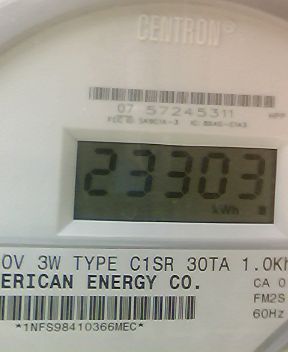 CENTRON®
07 57245311
23303
kWh
0V 3W TYPE C1SR 30TA 1.0Kh
ERICAN ENERGY CO.
CA 0
FM2S
60Hz
*1NFS98410366MEC*